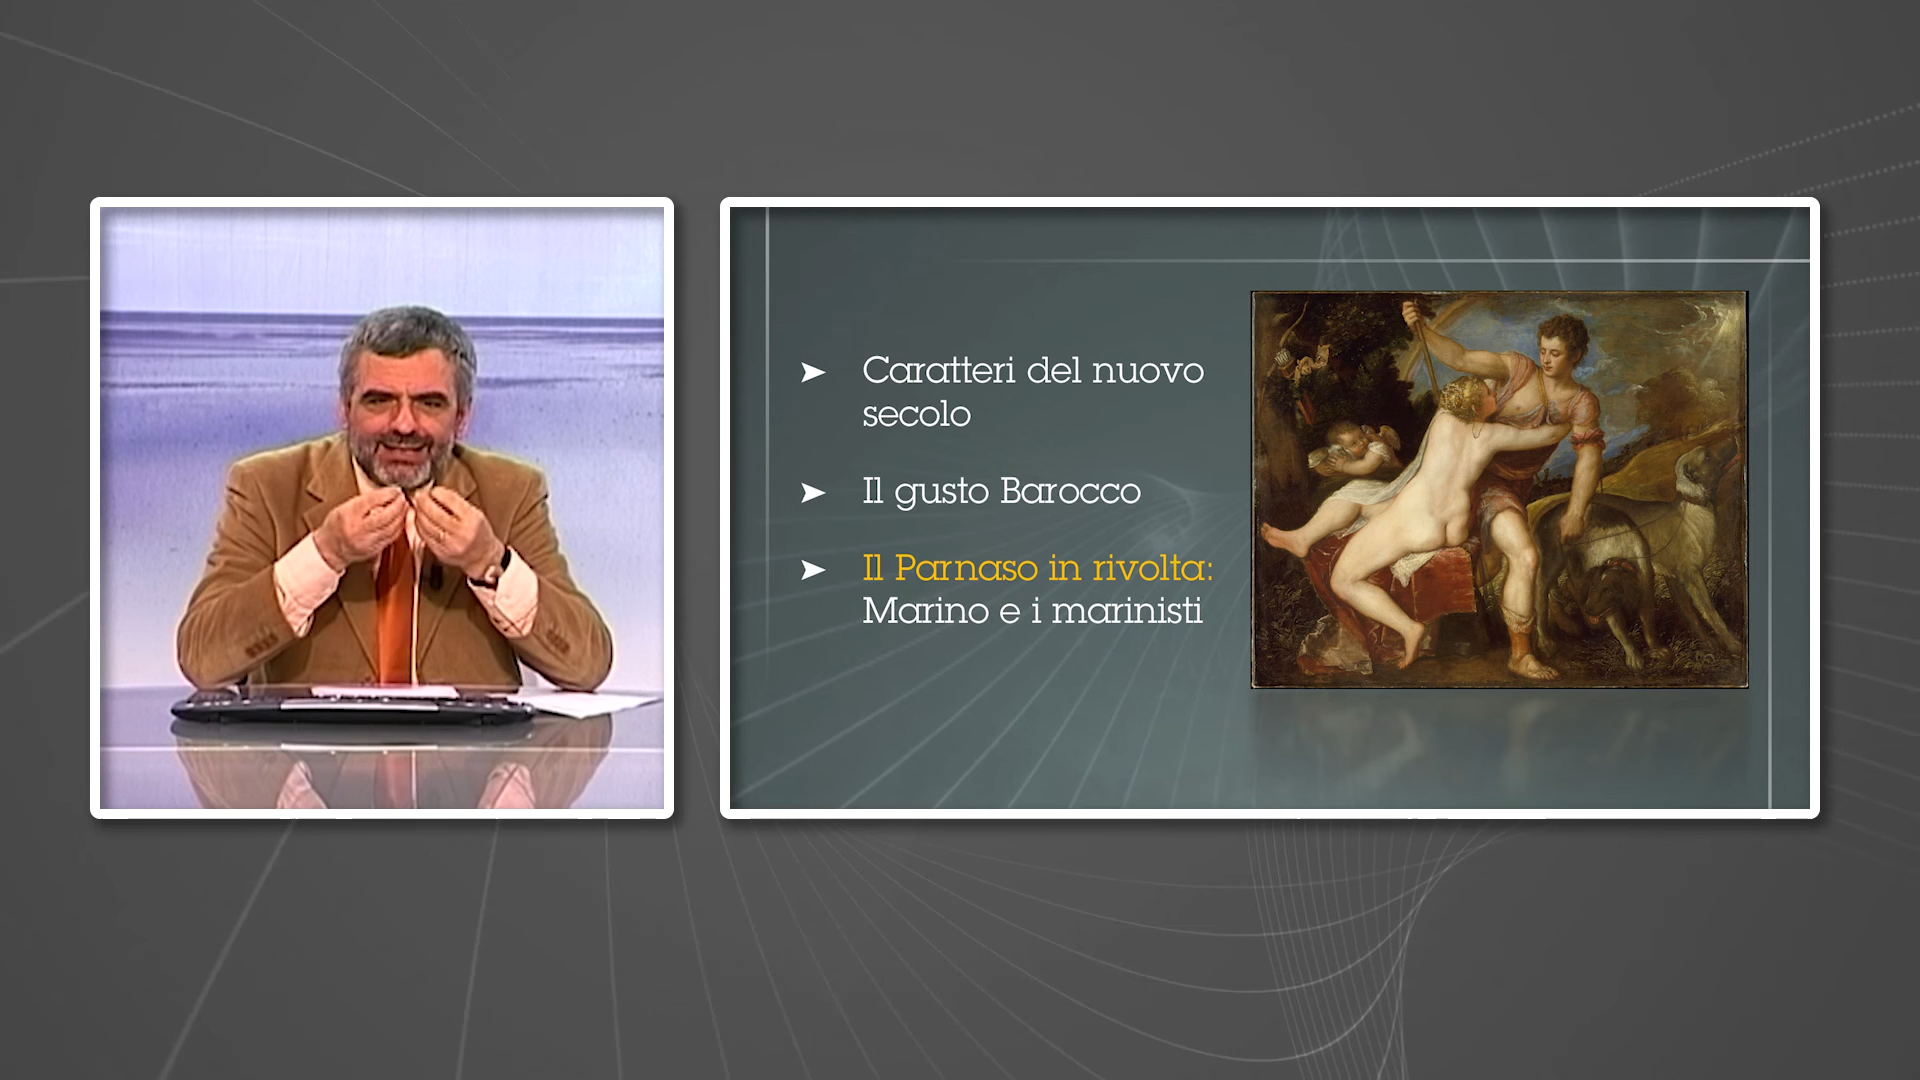 Caratteri del nuovo
secolo
Il gusto Barocco
Il Parnaso in rivolta:
Marino e i marinisti